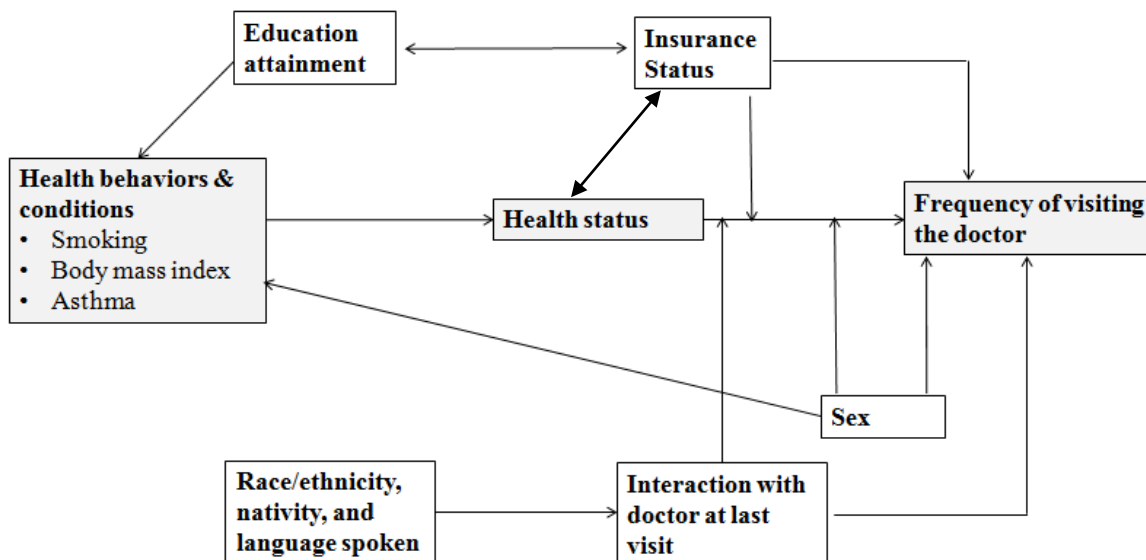 Education
attainment
Insurance
Status
Health behaviors &
conditions
• Smoking
• Body mass index
• Asthma
Health status
Frequency of visiting
the doctor
Sex
Race/ethnicity,
nativity, and
language spoken
Interaction with
doctor at last
visit